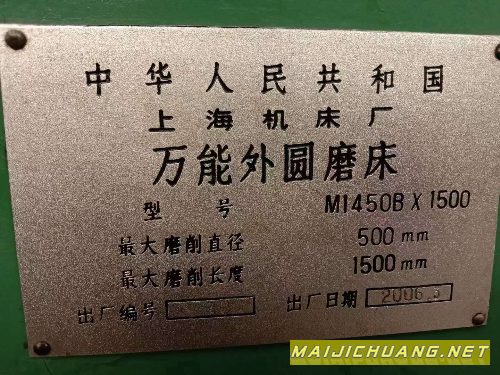 中华人民共和国
上海机床厂
万能外圆磨床
型号 M1450B X 1500
最大磨削直径 500 mm
最大磨削长度 1500 mm
出厂编号 出厂日期 2006.3
MAIJICHUANG.NET